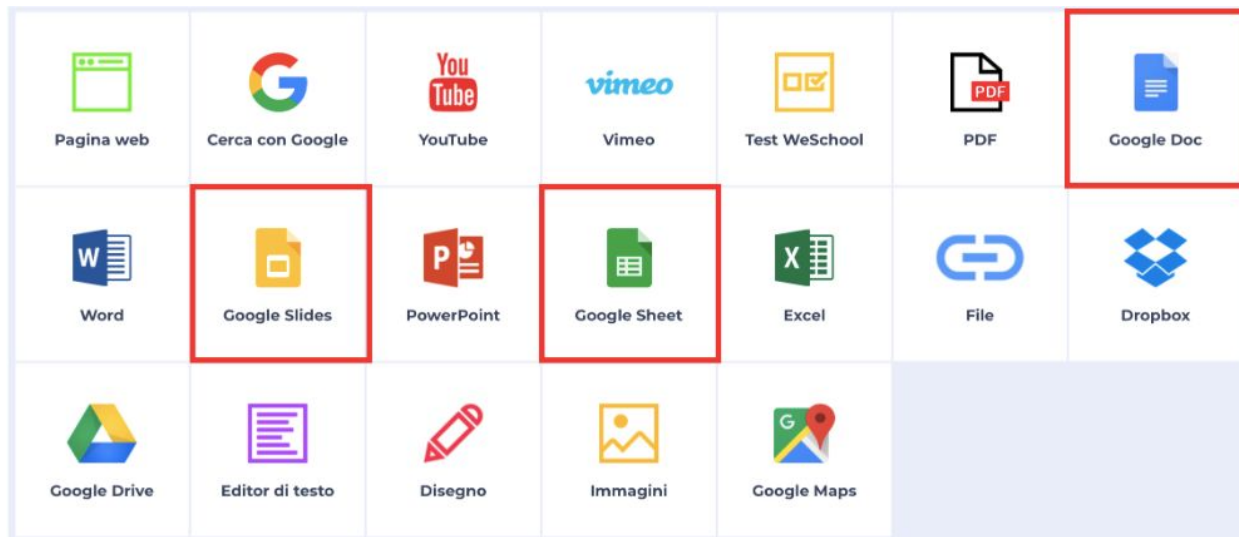 You
Tube
vimeo
PDF
Pagina web
Cerca con Google
YouTube
Vimeo
Test WeSchool
PDF
Google Doc
W
P
X
Word
Google Slides
PowerPoint
Google Sheet
Excel
File
Dropbox
G
Google Drive
Editor di testo
Disegno
Immagini
Google Maps